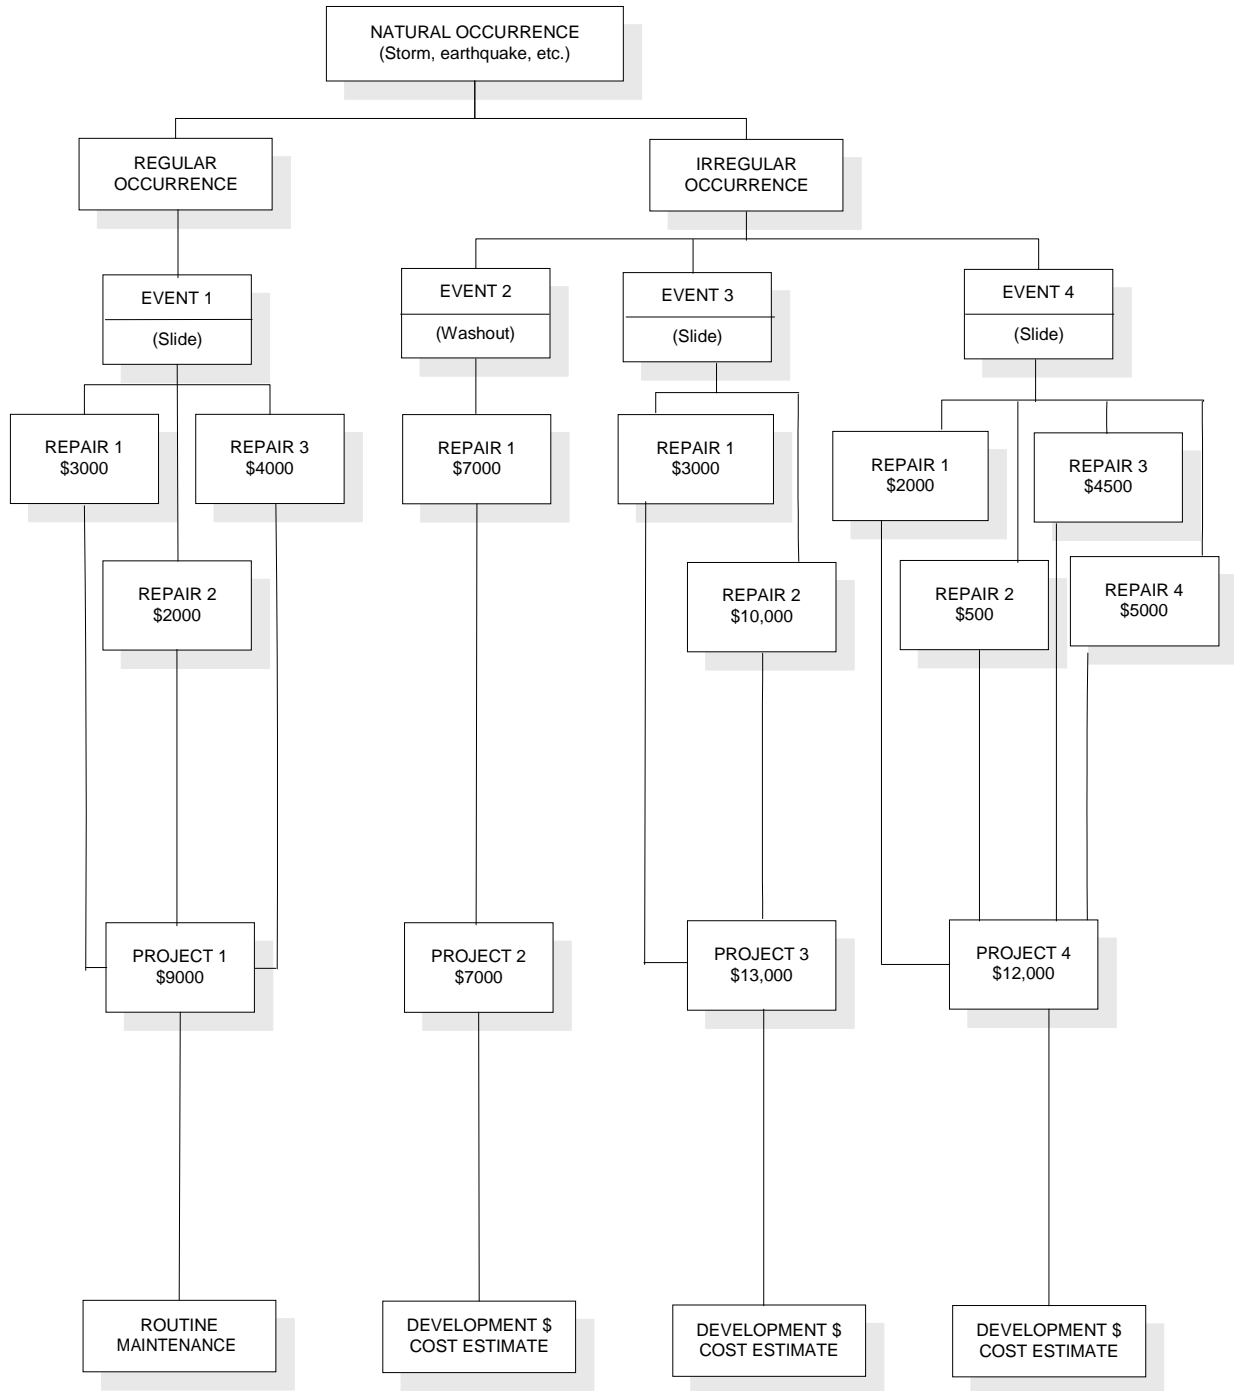 NATURAL OCCURRENCE
(Storm, earthquake, etc.)
REGULAR
OCCURRENCE
IRREGULAR
OCCURRENCE
EVENT 1
(Slide)
EVENT 2
(Washout)
EVENT 3
(Slide)
EVENT 4
(Slide)
REPAIR 1
$3000
REPAIR 3
$4000
REPAIR 1
$7000
REPAIR 1
$3000
REPAIR 1
$2000
REPAIR 3
$4500
REPAIR 2
$2000
REPAIR 2
$10,000
REPAIR 2
$500
REPAIR 4
$5000
PROJECT 1
$9000
PROJECT 2
$7000
PROJECT 3
$13,000
PROJECT 4
$12,000
ROUTINE
MAINTENANCE
DEVELOPMENT $
COST ESTIMATE
DEVELOPMENT $
COST ESTIMATE
DEVELOPMENT $
COST ESTIMATE